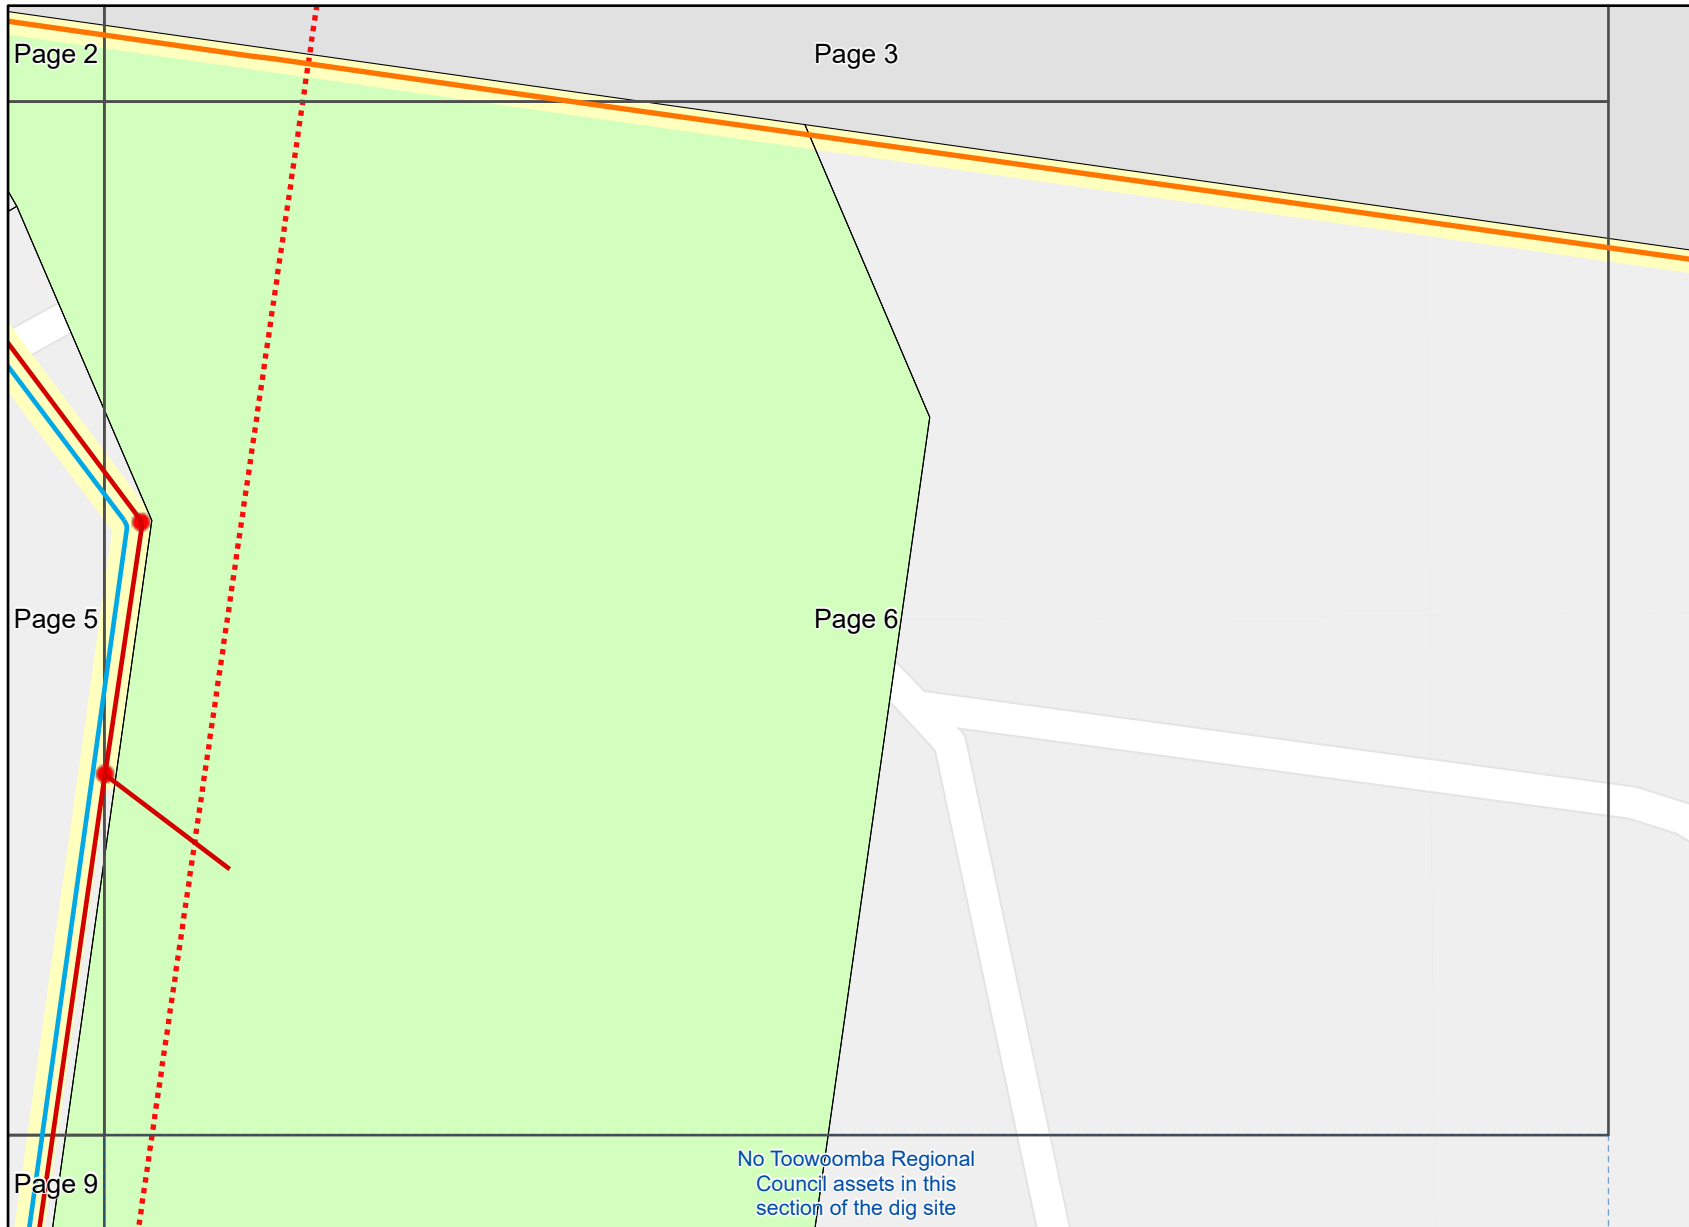 Page 2
Page 3
Page 5
Page 6
Page 9
No Toowoomba Regional
Council assets in this
section of the dig site